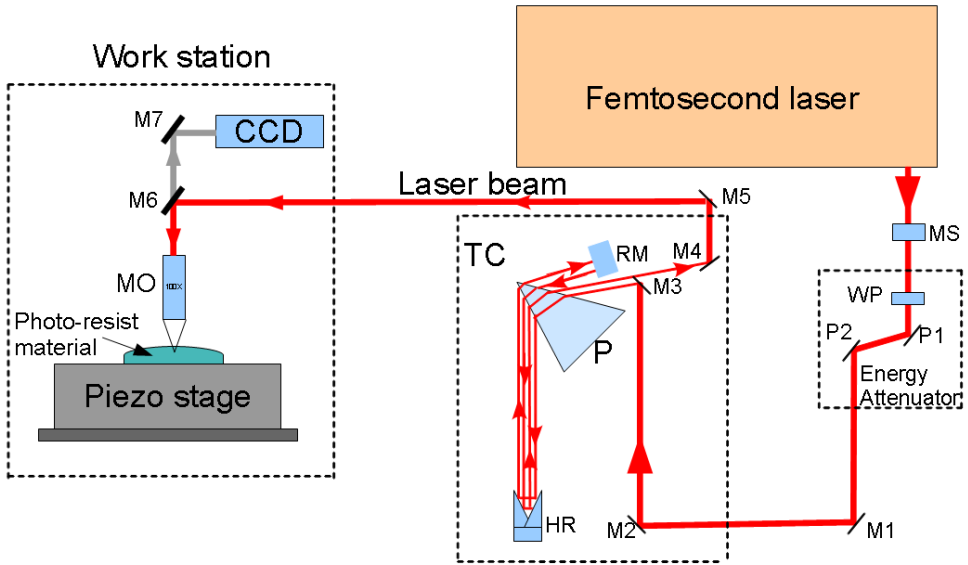 Femtosecond laser
Work station
M7
CCD
M6
Laser beam
M5
MS
TC
RM
M4
M3
MO
100X
WP
P2
P1
Photo-resist
material
P
Energy
Attenuator
Piezo stage
HR
M2
M1